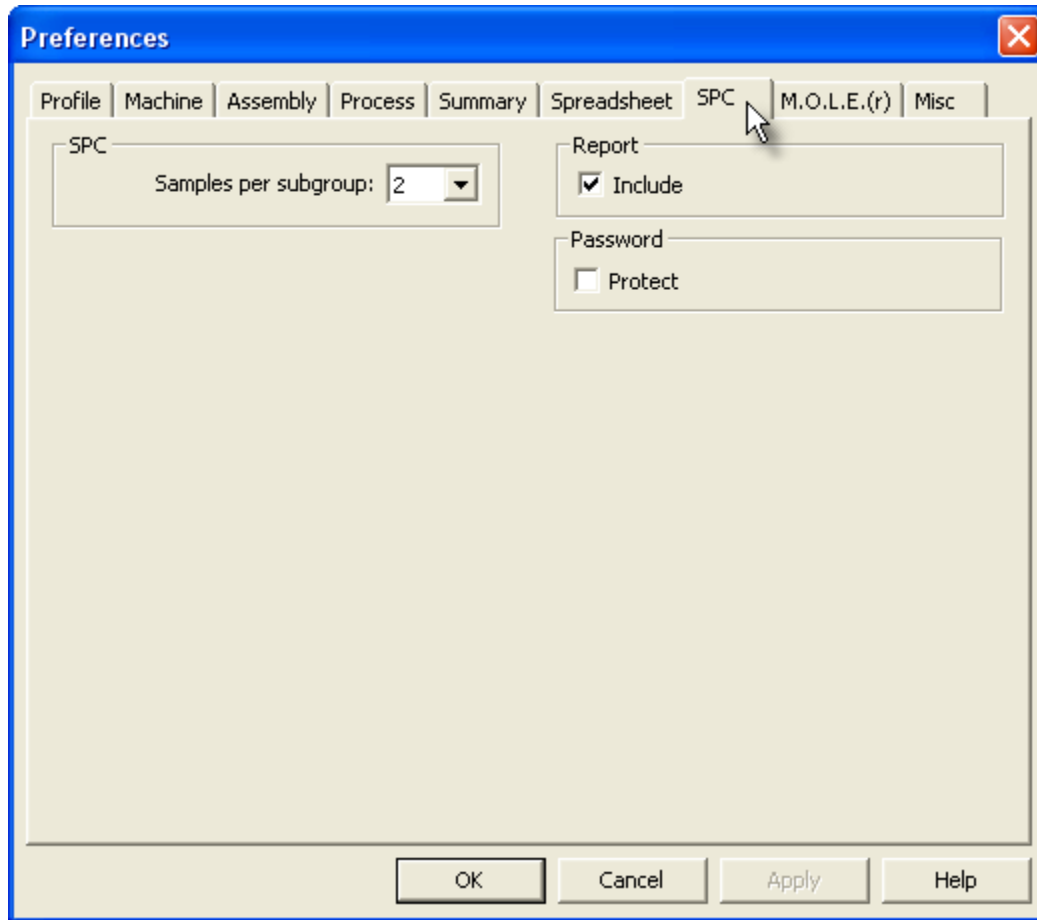 Preferences
Profile Machine Assembly Process Summary Spreadsheet SPC M.O.L.E.(r) Misc
SPC
Samples per subgroup: 2
Report
Include
Password
Protect
OK Cancel Apply Help